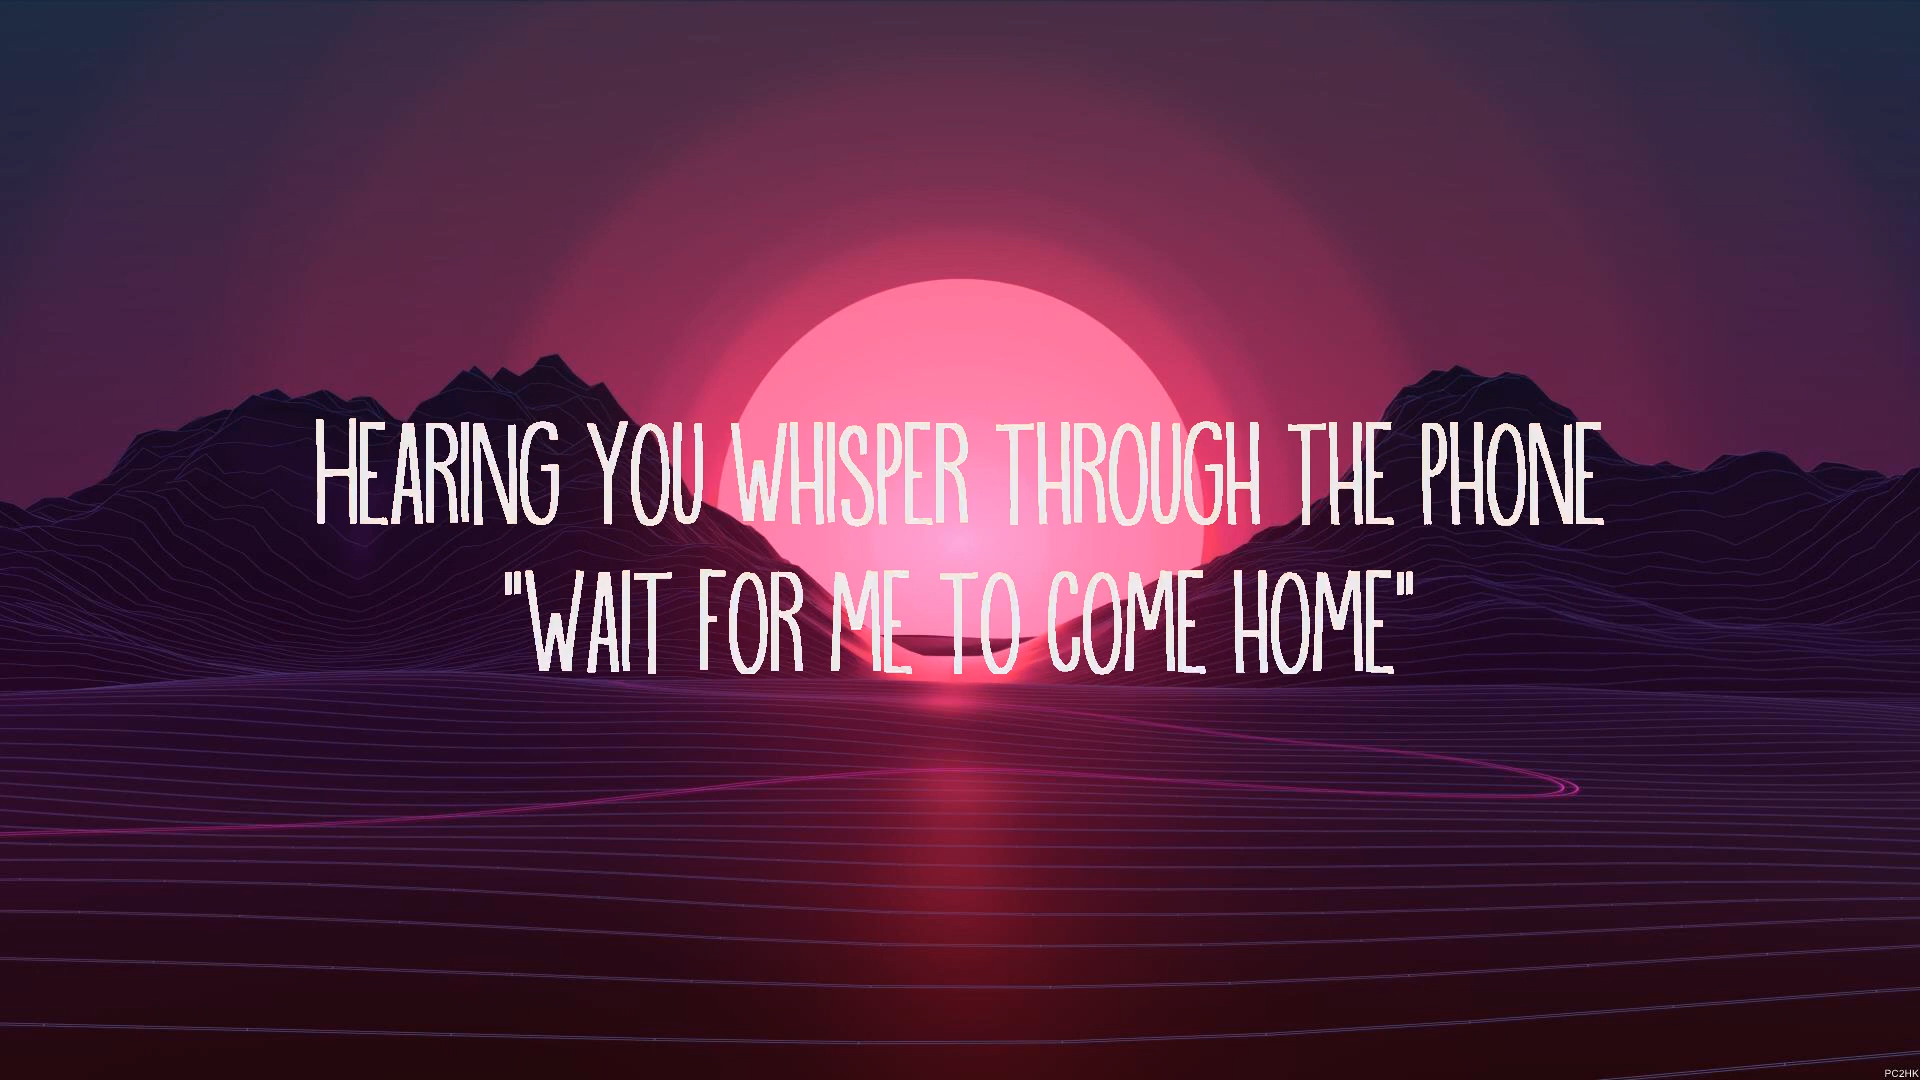 HEARING YOU WHISPER THROUGH THE PHONE
"WAIT FOR ME TO COME HOME"
PC2HK